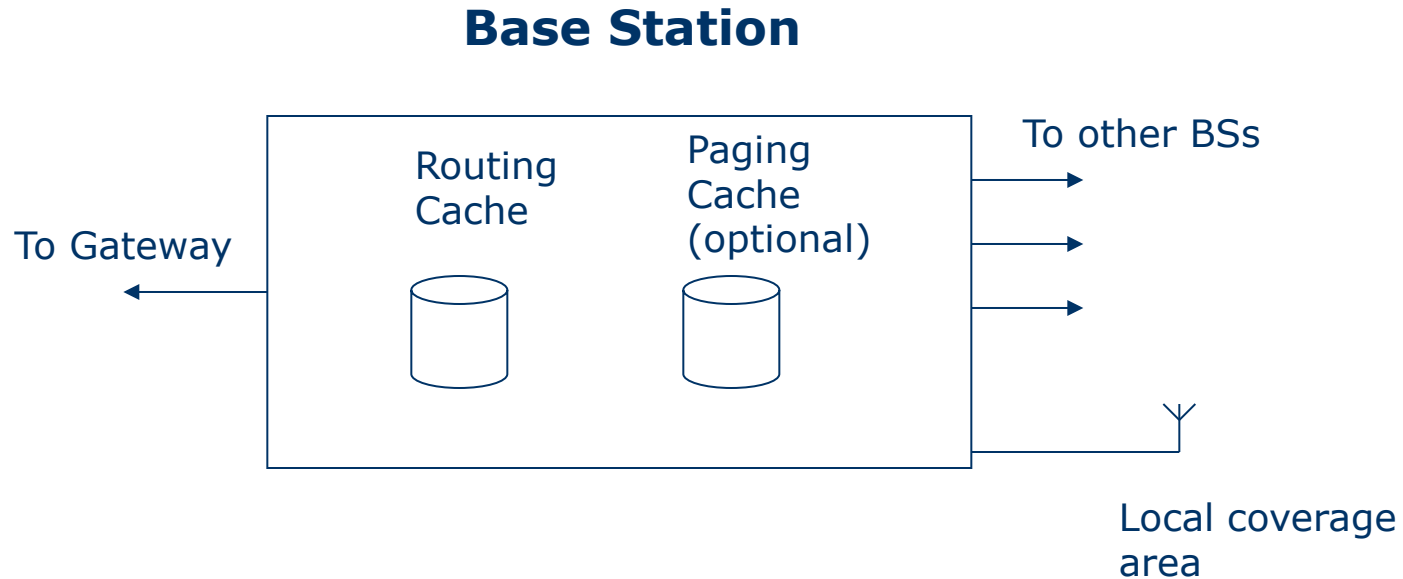 Base Station
To other BSs
Routing
Cache
Paging
Cache
(optional)
To Gateway
Local coverage
area